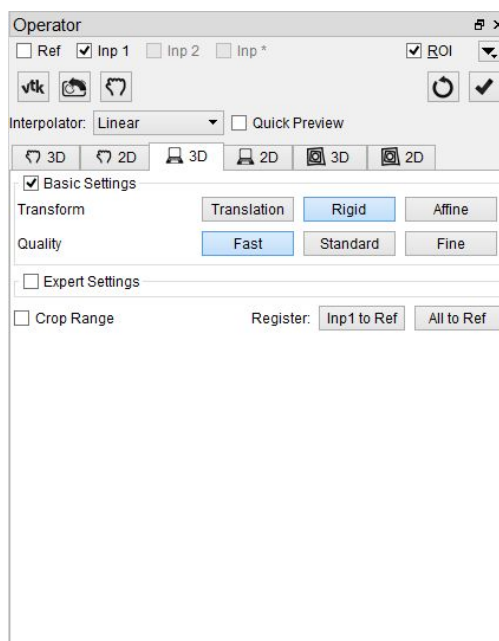 Operator
Ref Inp 1 Inp 2 Inp * ROI
vtk
Interpolator: Linear Quick Preview
3D 2D 3D 2D 3D 2D
Basic Settings
Transform Translation Rigid Affine
Quality Fast Standard Fine
Expert Settings
Crop Range Register: Inp1 to Ref All to Ref